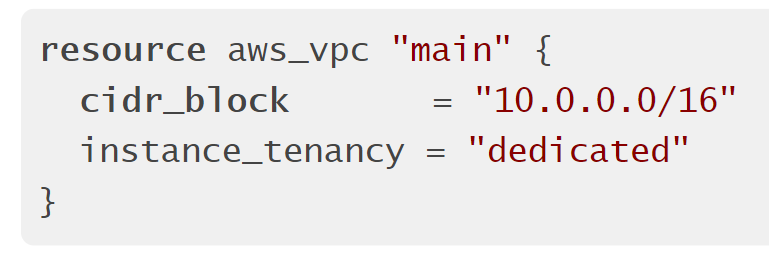 resource aws_vpc "main" {
  cidr_block       = "10.0.0.0/16"
  instance_tenancy = "dedicated"
}